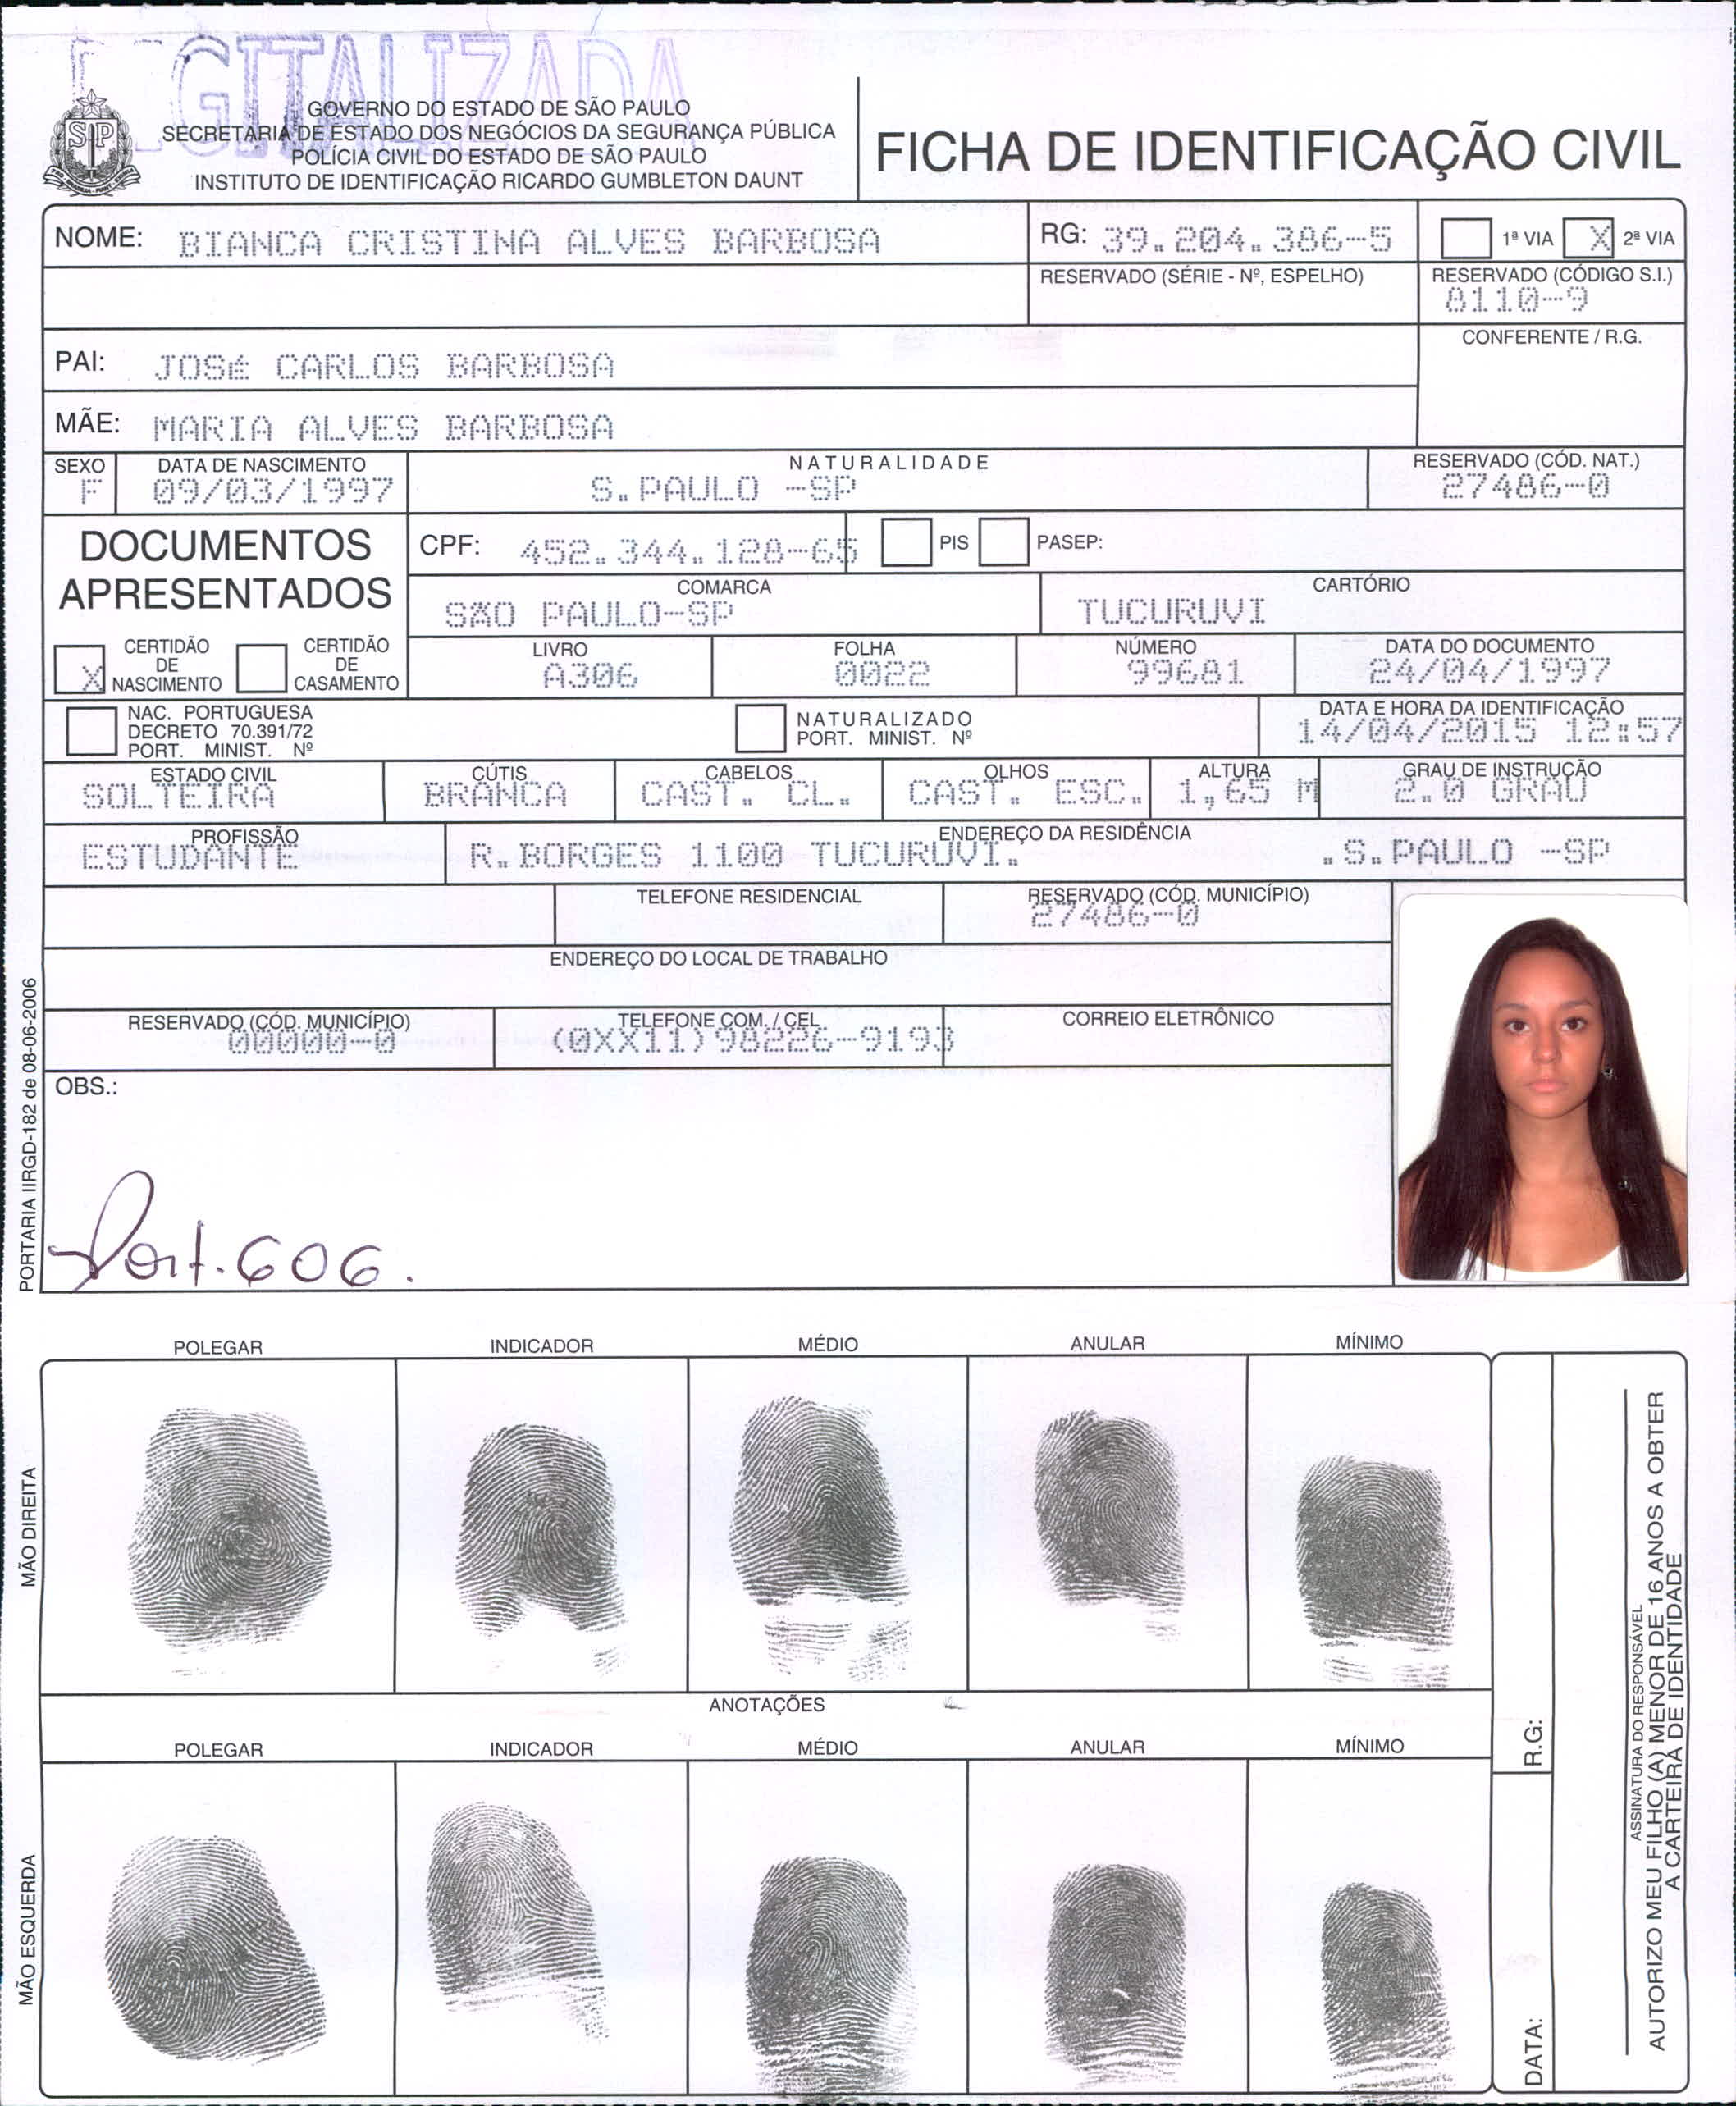 DIGITALIZADA
GOVERNO DO ESTADO DE SÃO PAULO
SECRETARIA DE ESTADO DOS NEGÓCIOS DA SEGURANÇA PÚBLICA
POLÍCIA CIVIL DO ESTADO DE SÃO PAULO
INSTITUTO DE IDENTIFICAÇÃO RICARDO GUMBLETON DAUNT
FICHA DE IDENTIFICAÇÃO CIVIL
NOME: BIANCA CRISTINA ALVES BARBOSA
RG: 39.204.386-5
1ª VIA X 2ª VIA
RESERVADO (SÉRIE - Nº, ESPELHO)
RESERVADO (CÓDIGO S.I.)
8110-9
PAI: JOSé CARLOS BARBOSA
CONFERENTE / R.G.
MÃE: MARIA ALVES BARBOSA
SEXO
F
DATA DE NASCIMENTO
09/03/1997
NATURALIDADE
S.PAULO -SP
RESERVADO (CÓD. NAT.)
27486-0
DOCUMENTOS
APRESENTADOS
CPF: 452.344.128-65
PIS
PASEP:
COMARCA
SÃO PAULO-SP
CARTÓRIO
TUCURUVI
X
CERTIDÃO
DE
NASCIMENTO
CERTIDÃO
DE
CASAMENTO
LIVRO
A306
FOLHA
0022
NÚMERO
99681
DATA DO DOCUMENTO
24/04/1997
NAC. PORTUGUESA
DECRETO 70.391/72
PORT. MINIST. Nº
NATURALIZADO
PORT. MINIST. Nº
DATA E HORA DA IDENTIFICAÇÃO
14/04/2015 12:57
ESTADO CIVIL
SOLTEIRA
CÚTIS
BRANCA
CABELOS
CAST. CL.
OLHOS
CAST. ESC.
ALTURA
1,65 M
GRAU DE INSTRUÇÃO
2.0 GRAU
PROFISSÃO
ESTUDANTE
ENDEREÇO DA RESIDÊNCIA
R.BORGES 1100 TUCURUVI. .S.PAULO -SP
TELEFONE RESIDENCIAL
RESERVADO (CÓD. MUNICÍPIO)
27486-0
ENDEREÇO DO LOCAL DE TRABALHO
RESERVADO (CÓD. MUNICÍPIO)
00000-0
TELEFONE COM. / CEL
(0XX11)98226-9193
CORREIO ELETRÔNICO
OBS.:
Port. 606.
PORTARIA IIRGD-182 de 08-06-2006
POLEGAR INDICADOR MÉDIO ANULAR MÍNIMO
MÃO DIREITA
ANOTAÇÕES
POLEGAR INDICADOR MÉDIO ANULAR MÍNIMO
MÃO ESQUERDA
R.G:
DATA:
ASSINATURA DO RESPONSÁVEL
AUTORIZO MEU FILHO (A) MENOR DE 16 ANOS A OBTER
A CARTEIRA DE IDENTIDADE